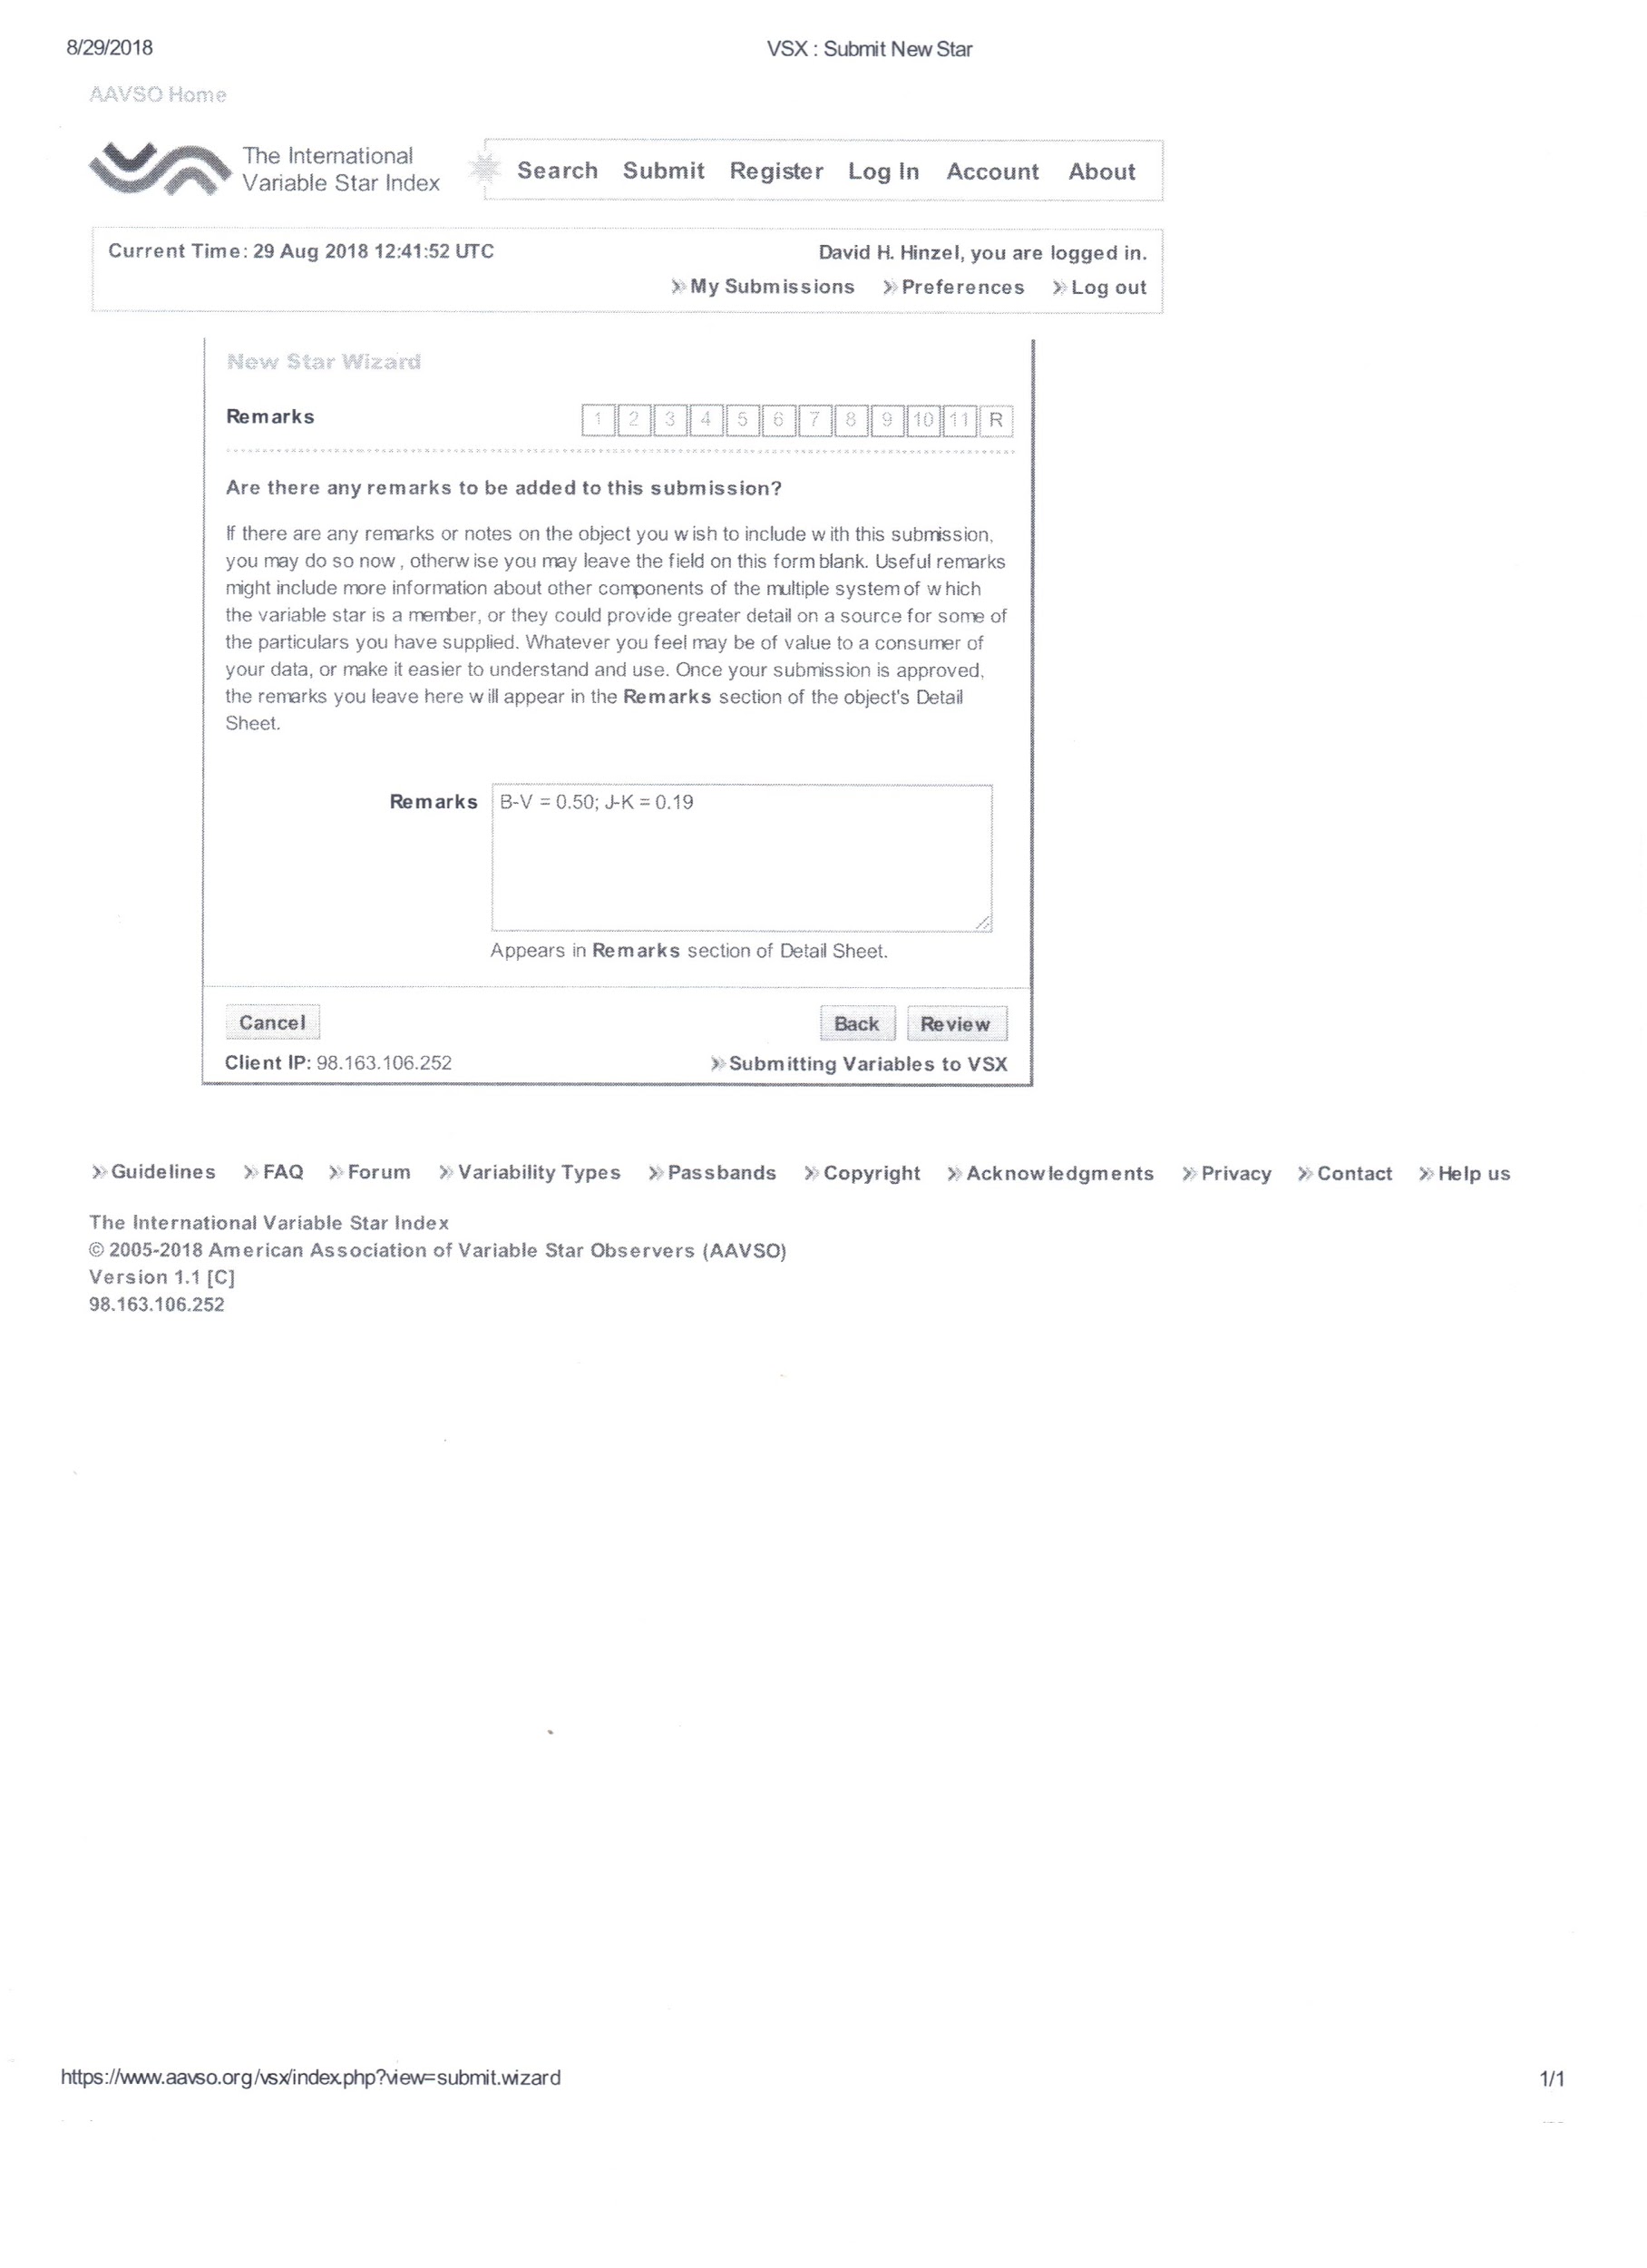 8/29/2018 VSX : Submit New Star
AAVSO Home
The International
Variable Star Index
Search Submit Register Log In Account About
Current Time: 29 Aug 2018 12:41:52 UTC David H. Hinzel, you are logged in.
» My Submissions » Preferences » Log out
New Star Wizard
Remarks 1 2 3 4 5 6 7 8 9 10 11 R
Are there any remarks to be added to this submission?
If there are any remarks or notes on the object you wish to include with this submission,
you may do so now, otherwise you may leave the field on this form blank. Useful remarks
might include more information about other components of the multiple system of which
the variable star is a member, or they could provide greater detail on a source for some of
the particulars you have supplied. Whatever you feel may be of value to a consumer of
your data, or make it easier to understand and use. Once your submission is approved,
the remarks you leave here will appear in the Remarks section of the object's Detail
Sheet.
Remarks B-V = 0.50; J-K = 0.19
Appears in Remarks section of Detail Sheet.
Cancel Back Review
Client IP: 98.163.106.252 » Submitting Variables to VSX
» Guidelines » FAQ » Forum » Variability Types » Passbands » Copyright » Acknowledgments » Privacy » Contact » Help us
The International Variable Star Index
© 2005-2018 American Association of Variable Star Observers (AAVSO)
Version 1.1 [C]
98.163.106.252
https://www.aavso.org/vsx/index.php?view=submit.wizard 1/1